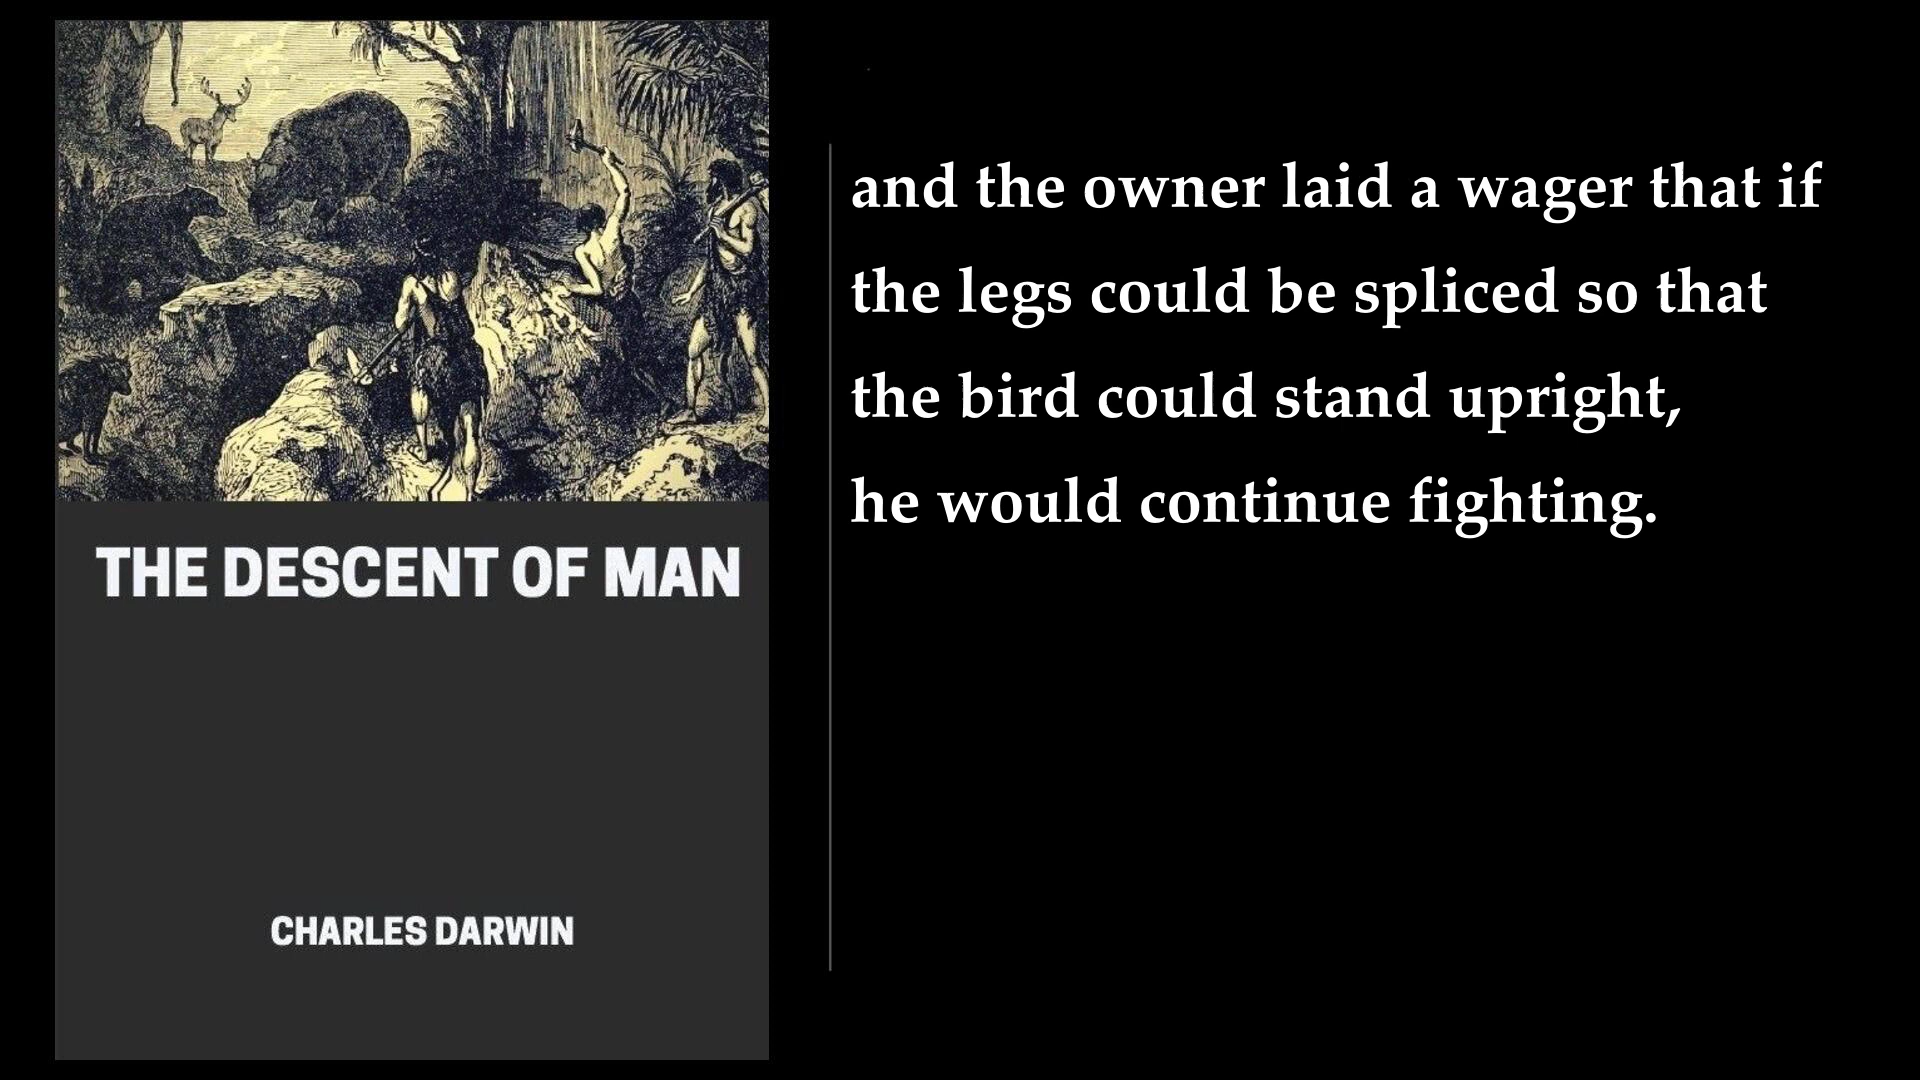 THE DESCENT OF MAN
CHARLES DARWIN
and the owner laid a wager that if
the legs could be spliced so that
the bird could stand upright,
he would continue fighting.